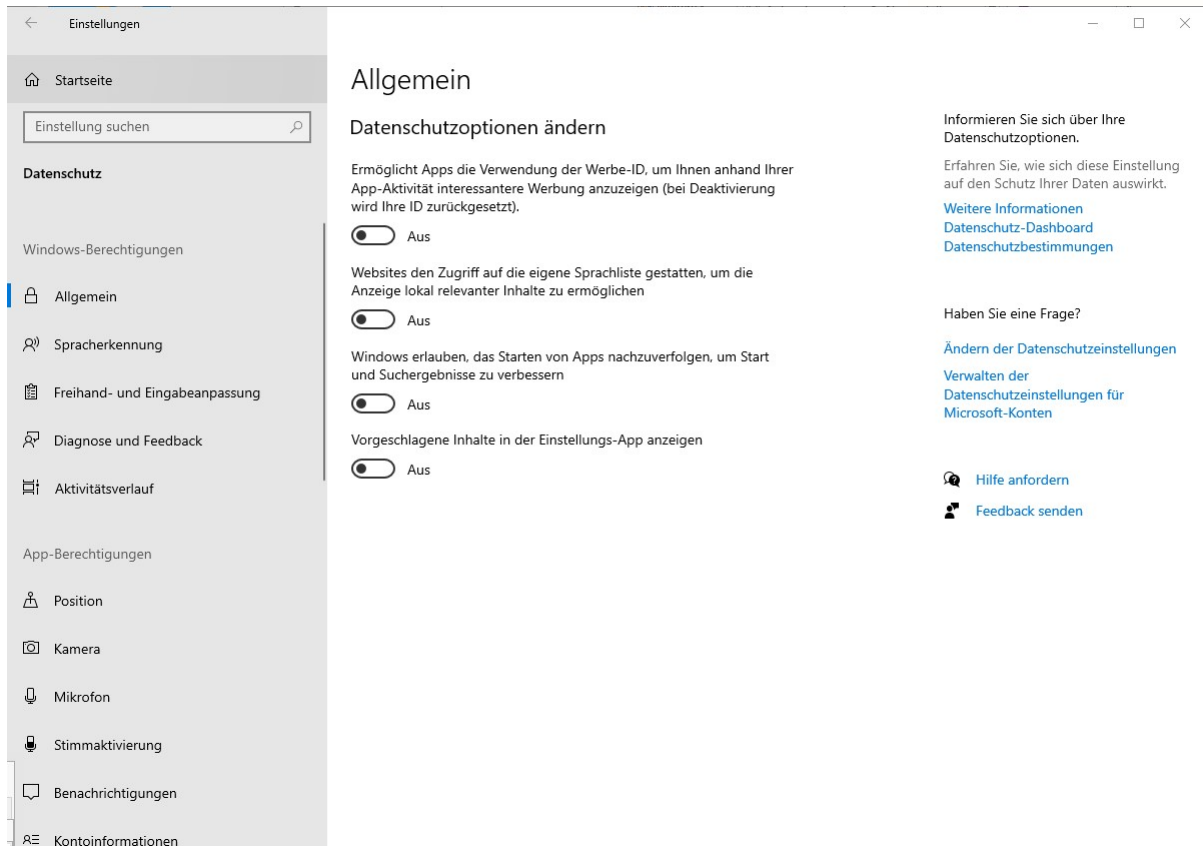 Einstellungen
Startseite
Einstellung suchen
Datenschutz
Windows-Berechtigungen
Allgemein
Spracherkennung
Freihand- und Eingabeanpassung
Diagnose und Feedback
Aktivitätsverlauf
App-Berechtigungen
Position
Kamera
Mikrofon
Stimmaktivierung
Benachrichtigungen
Kontoinformationen
Allgemein
Datenschutzoptionen ändern
Ermöglicht Apps die Verwendung der Werbe-ID, um Ihnen anhand Ihrer
App-Aktivität interessantere Werbung anzuzeigen (bei Deaktivierung
wird Ihre ID zurückgesetzt).
Aus
Websites den Zugriff auf die eigene Sprachliste gestatten, um die
Anzeige lokal relevanter Inhalte zu ermöglichen
Aus
Windows erlauben, das Starten von Apps nachzuverfolgen, um Start
und Suchergebnisse zu verbessern
Aus
Vorgeschlagene Inhalte in der Einstellungs-App anzeigen
Aus
Informieren Sie sich über Ihre
Datenschutzoptionen.
Erfahren Sie, wie sich diese Einstellung
auf den Schutz Ihrer Daten auswirkt.
Weitere Informationen
Datenschutz-Dashboard
Datenschutzbestimmungen
Haben Sie eine Frage?
Ändern der Datenschutzeinstellungen
Verwalten der
Datenschutzeinstellungen für
Microsoft-Konten
Hilfe anfordern
Feedback senden